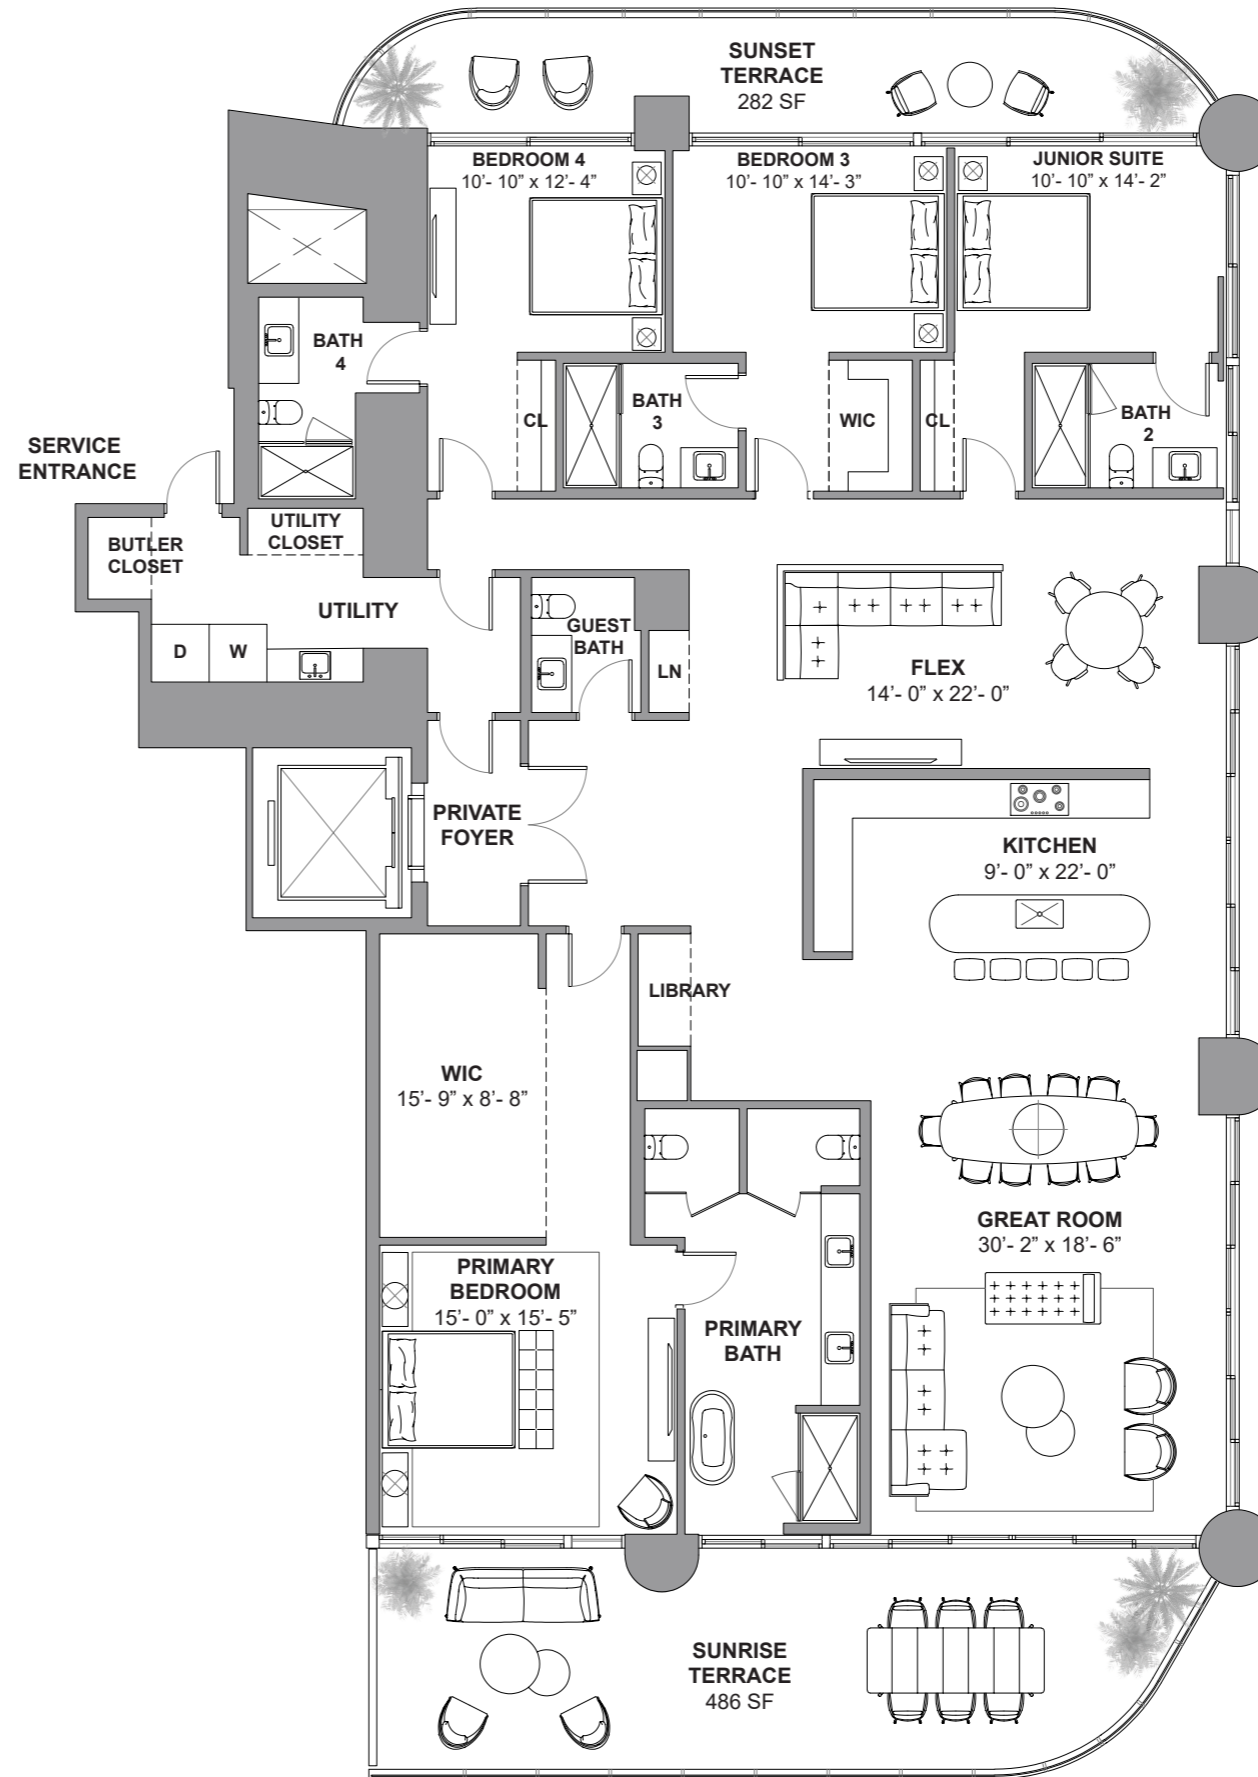 SUNSET
TERRACE
282 SF
BEDROOM 4
10'- 10” x 12'- 4”
BEDROOM 3
10'- 10” x 14'- 3”
JUNIOR SUITE
10'- 10” x 14'- 2”
BATH
4
CL
BATH
3
WIC
CL
BATH
2
SERVICE
ENTRANCE
BUTLER
CLOSET
UTILITY
CLOSET
UTILITY
D
W
GUEST
BATH
LN
FLEX
14'- 0” x 22'- 0”
PRIVATE
FOYER
KITCHEN
9'- 0” x 22'- 0”
LIBRARY
WIC
15'- 9” x 8'- 8”
GREAT ROOM
30'- 2” x 18'- 6”
PRIMARY
BEDROOM
15'- 0” x 15'- 5”
PRIMARY
BATH
SUNRISE
TERRACE
486 SF